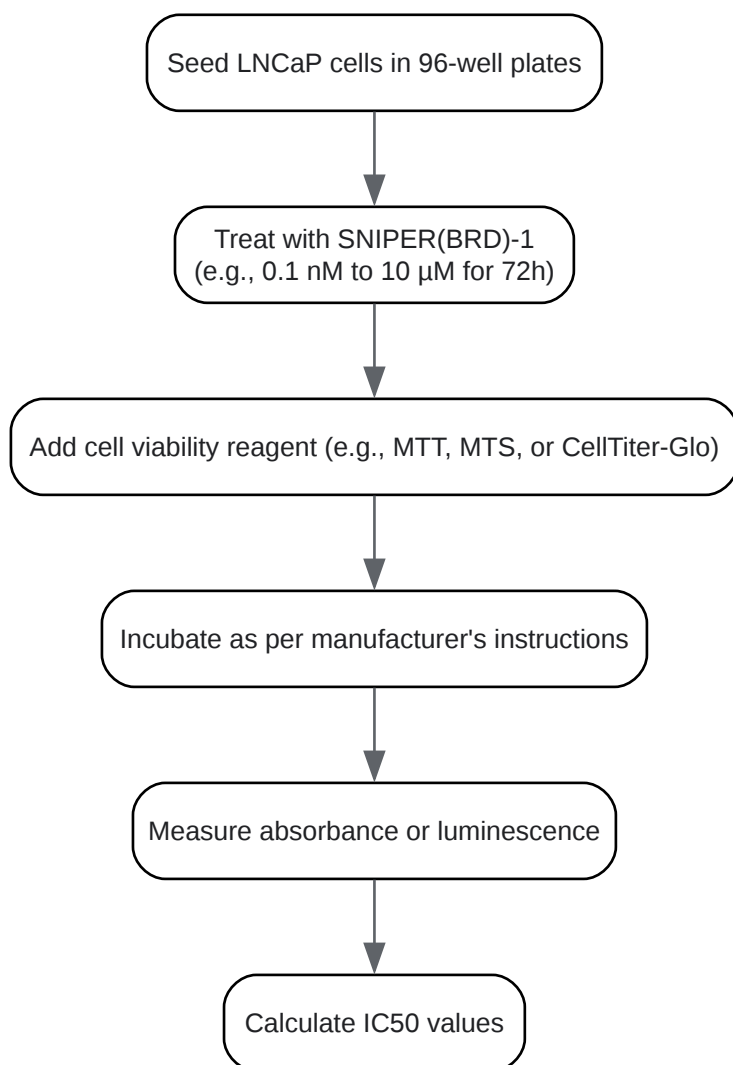 Seed LNCaP cells in 96-well plates
Treat with SNIPER(BRD)-1
(e.g., 0.1 nM to 10 µM for 72h)
Add cell viability reagent (e.g., MTT, MTS, or CellTiter-Glo)
Incubate as per manufacturer's instructions
Measure absorbance or luminescence
Calculate IC50 values